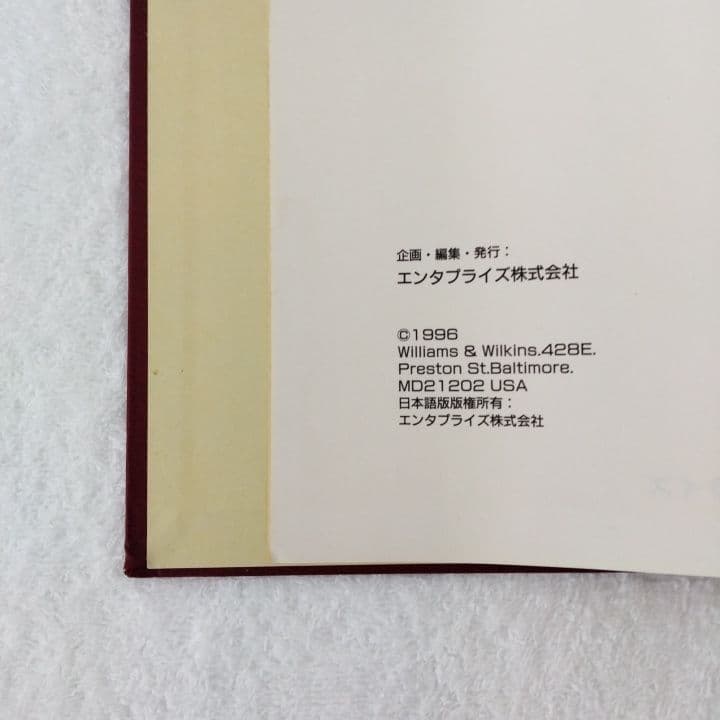 企画・編集・発行：
エンタプライズ株式会社
©1996
Williams & Wilkins.428E.
Preston St.Baltimore.
MD21202 USA
日本語版版権所有：
エンタプライズ株式会社